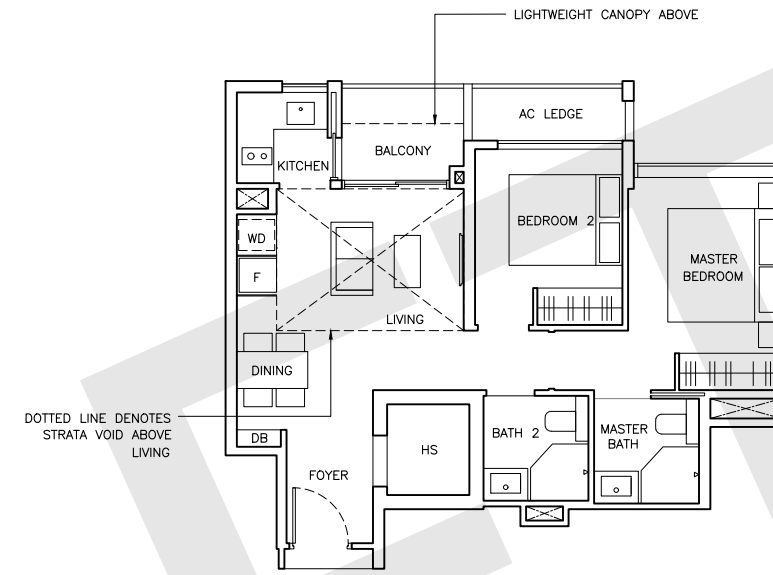 LIGHTWEIGHT CANOPY ABOVE
AC LEDGE
BALCONY
KITCHEN
BEDROOM 2
WD
MASTER
BEDROOM
F
LIVING
DINING
DOTTED LINE DENOTES
STRATA VOID ABOVE
LIVING
DB
BATH 2
MASTER
BATH
HS
FOYER